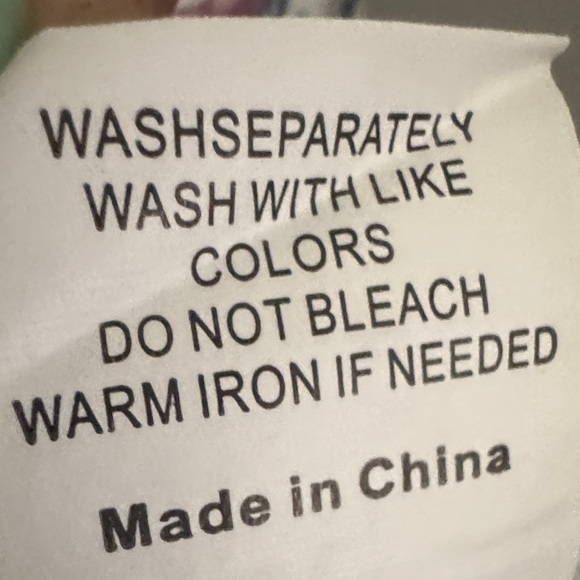 WASHSEPARATELY
WASH WITH LIKE
COLORS
DO NOT BLEACH
WARM IRON IF NEEDED
Made in China